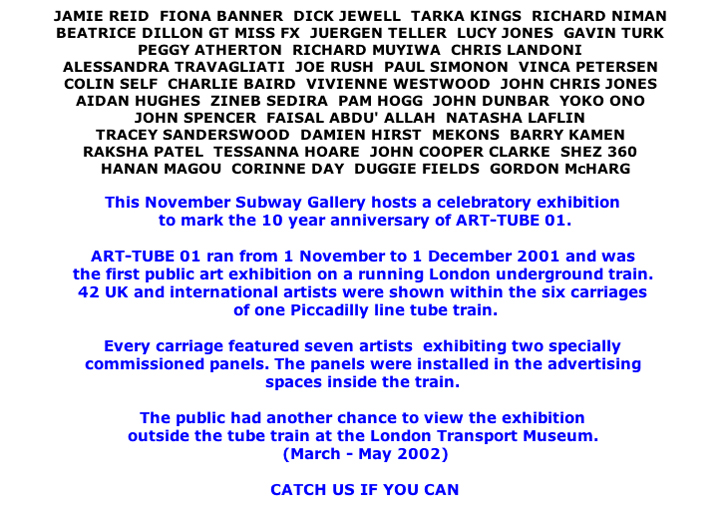 JAMIE REID FIONA BANNER DICK JEWELL TARKA KINGS RICHARD NIMAN
BEATRICE DILLON GT MISS FX JUERGEN TELLER LUCY JONES GAVIN TURK
PEGGY ATHERTON RICHARD MUYIWA CHRIS LANDONI
ALESSANDRA TRAVAGLIATI JOE RUSH PAUL SIMONON VINCA PETERSEN
COLIN SELF CHARLIE BAIRD VIVIENNE WESTWOOD JOHN CHRIS JONES
AIDAN HUGHES ZINEB SEDIRA PAM HOGG JOHN DUNBAR YOKO ONO
JOHN SPENCER FAISAL ABDU' ALLAH NATASHA LAFLIN
TRACEY SANDERSWOOD DAMIEN HIRST MEKONS BARRY KAMEN
RAKSHA PATEL TESSANNA HOARE JOHN COOPER CLARKE SHEZ 360
HANAN MAGOU CORINNE DAY DUGGIE FIELDS GORDON McHARG
This November Subway Gallery hosts a celebratory exhibition
to mark the 10 year anniversary of ART-TUBE 01.
ART-TUBE 01 ran from 1 November to 1 December 2001 and was
the first public art exhibition on a running London underground train.
42 UK and international artists were shown within the six carriages
of one Piccadilly line tube train.
Every carriage featured seven artists exhibiting two specially
commissioned panels. The panels were installed in the advertising
spaces inside the train.
The public had another chance to view the exhibition
outside the tube train at the London Transport Museum.
(March - May 2002)
CATCH US IF YOU CAN